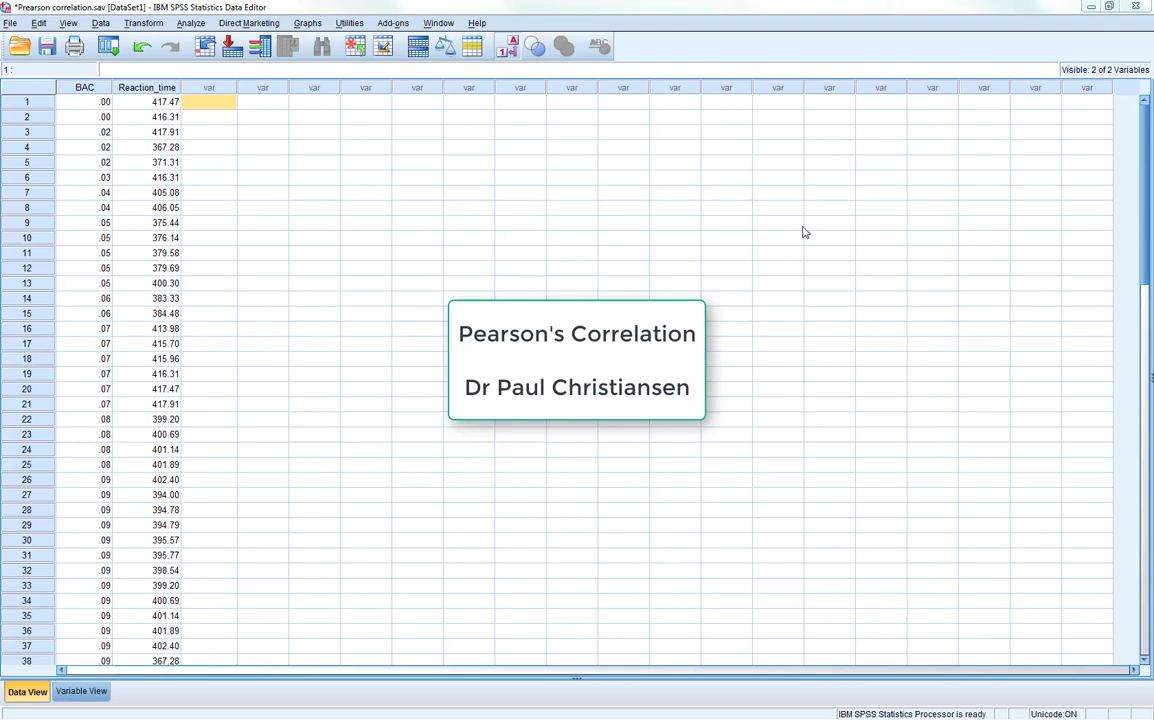 *Prearson correlation.sav [DataSet1] - IBM SPSS Statistics Data Editor
File Edit View Data Transform Analyze Direct Marketing Graphs Utilities Add-ons Window Help
1 : Visible: 2 of 2 Variables
BAC Reaction_time var var var var var var var var var var var var var var var var var var
1 .00 417.47
2 .00 416.31
3 .02 417.91
4 .02 367.28
5 .02 371.31
6 .03 416.31
7 .04 405.08
8 .04 406.05
9 .05 375.44
10 .05 376.14
11 .05 379.58
12 .05 379.69
13 .05 400.30
14 .06 383.33
15 .06 384.48
16 .07 413.98
17 .07 415.70
18 .07 415.96
19 .07 416.31
20 .07 417.47
21 .07 417.91
22 .08 399.20
23 .08 400.69
24 .08 401.14
25 .08 401.89
26 .09 402.40
27 .09 394.00
28 .09 394.78
29 .09 394.79
30 .09 395.57
31 .09 395.77
32 .09 398.54
33 .09 399.20
34 .09 400.69
35 .09 401.14
36 .09 401.89
37 .09 402.40
38 .09 367.28
Pearson's Correlation
Dr Paul Christiansen
Data View Variable View
IBM SPSS Statistics Processor is ready Unicode:ON